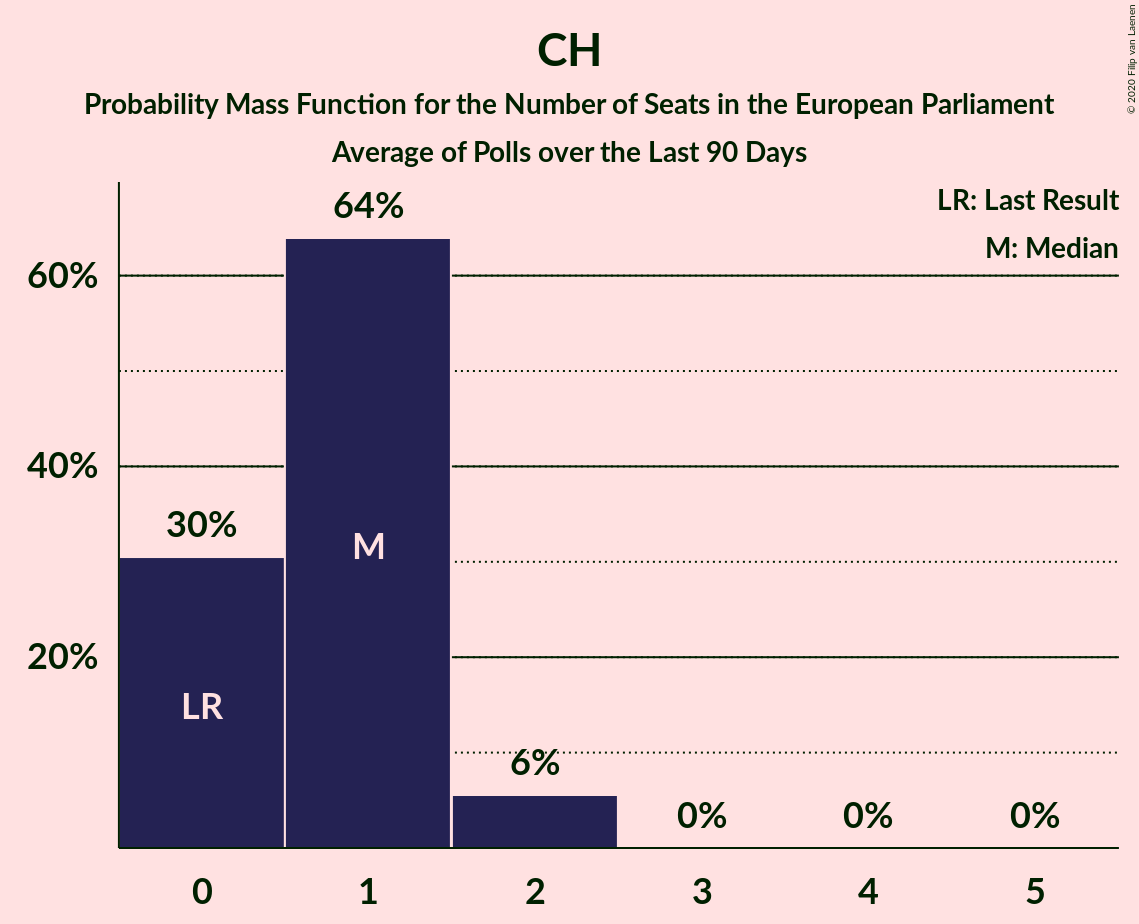 CH
Probability Mass Function for the Number of Seats in the European Parliament
Average of Polls over the Last 90 Days
© 2020 Filip van Laenen
LR: Last Result
M: Median
64%
60%
40%
30%
M
20%
LR
6%
0%
0%
0%
0 1 2 3 4 5